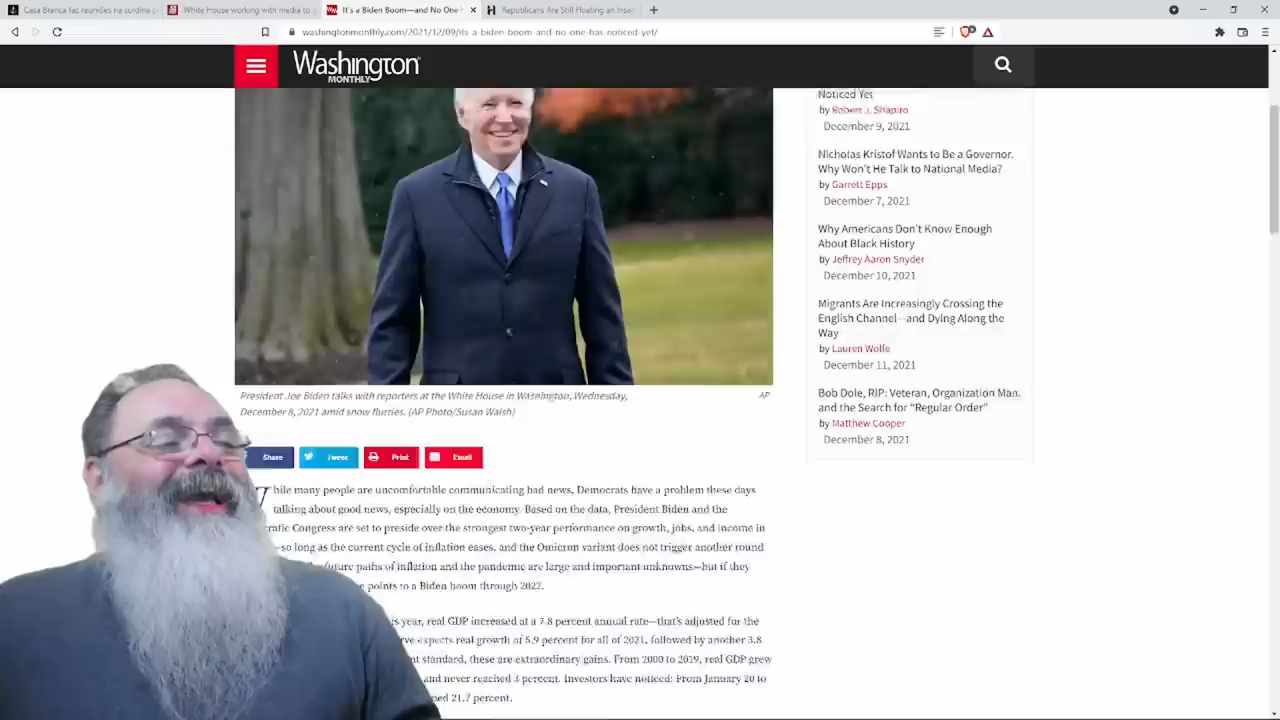 Casa Branca faz reuniões na surdina p
White House working with media to
It's a Biden Boom—and No One
Republicans Are Still Floating an Insan
washingtonmonthly.com/2021/12/09/its-a-biden-boom-and-no-one-has-noticed-yet/
Washington
MONTHLY
Noticed Yet
by Robert J. Shapiro
December 9, 2021
Nicholas Kristof Wants to Be a Governor.
Why Won't He Talk to National Media?
by Garrett Epps
December 7, 2021
Why Americans Don't Know Enough
About Black History
by Jeffrey Aaron Snyder
December 10, 2021
Migrants Are Increasingly Crossing the
English Channel—and Dying Along the
Way
by Lauren Wolfe
December 11, 2021
Bob Dole, RIP: Veteran, Organization Man,
and the Search for “Regular Order”
by Matthew Cooper
December 8, 2021
President Joe Biden talks with reporters at the White House in Washington, Wednesday,
December 8, 2021 amid snow flurries. (AP Photo/Susan Walsh)
AP
Share
Tweet
Print
Email
hile many people are uncomfortable communicating bad news, Democrats have a problem these days
talking about good news, especially on the economy. Based on the data, President Biden and the
Congress are set to preside over the strongest two-year performance on growth, jobs, and income in
—so long as the current cycle of inflation eases, and the Omicron variant does not trigger another round
future paths of inflation and the pandemic are large and important unknowns—but if they
points to a Biden boom through 2022.
year, real GDP increased at a 7.8 percent annual rate—that's adjusted for the
expects real growth of 5.9 percent for all of 2021, followed by another 3.8
standard, these are extraordinary gains. From 2000 to 2019, real GDP grew
and never reached 3 percent. Investors have noticed: From January 20 to
21.7 percent.